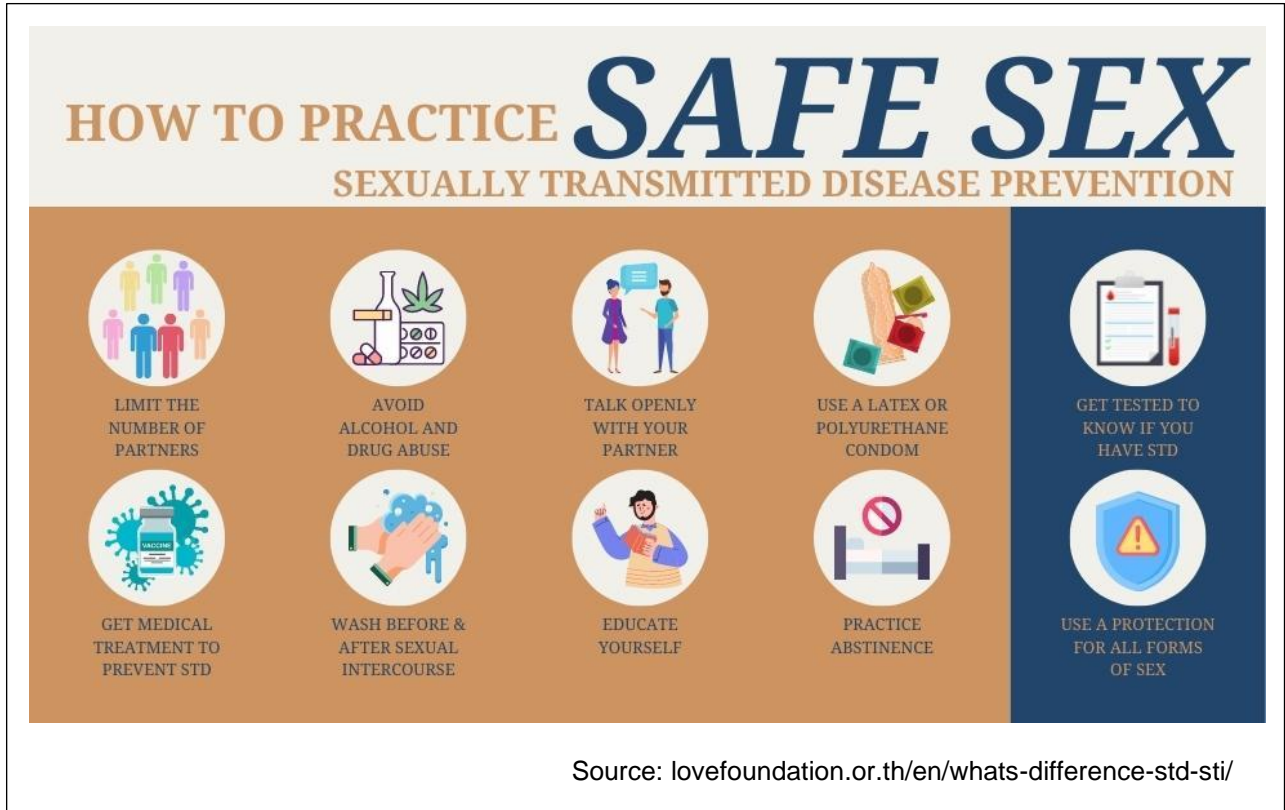 HOW TO PRACTICE SAFE SEX
SEXUALLY TRANSMITTED DISEASE PREVENTION
LIMIT THE
NUMBER OF
PARTNERS
AVOID
ALCOHOL AND
DRUG ABUSE
TALK OPENLY
WITH YOUR
PARTNER
USE A LATEX OR
POLYURETHANE
CONDOM
GET TESTED TO
KNOW IF YOU
HAVE STD
VACCINE
GET MEDICAL
TREATMENT TO
PREVENT STD
WASH BEFORE &
AFTER SEXUAL
INTERCOURSE
EDUCATE
YOURSELF
PRACTICE
ABSTINENCE
USE A PROTECTION
FOR ALL FORMS
OF SEX
Source: lovefoundation.or.th/en/whats-difference-std-sti/